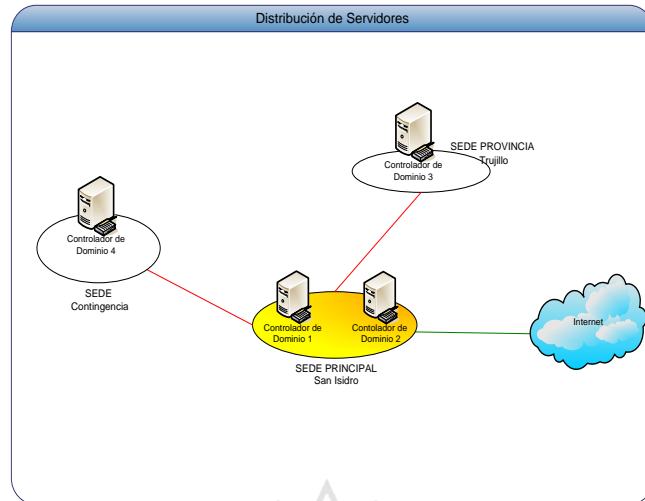 Distribución de Servidores
SEDE PROVINCIA
Trujillo
Controlador de
Dominio 3
Controlador de
Dominio 4
SEDE
Contingencia
Controlador de
Dominio 1
Contolador de
Dominio 2
Internet
SEDE PRINCIPAL
San Isidro